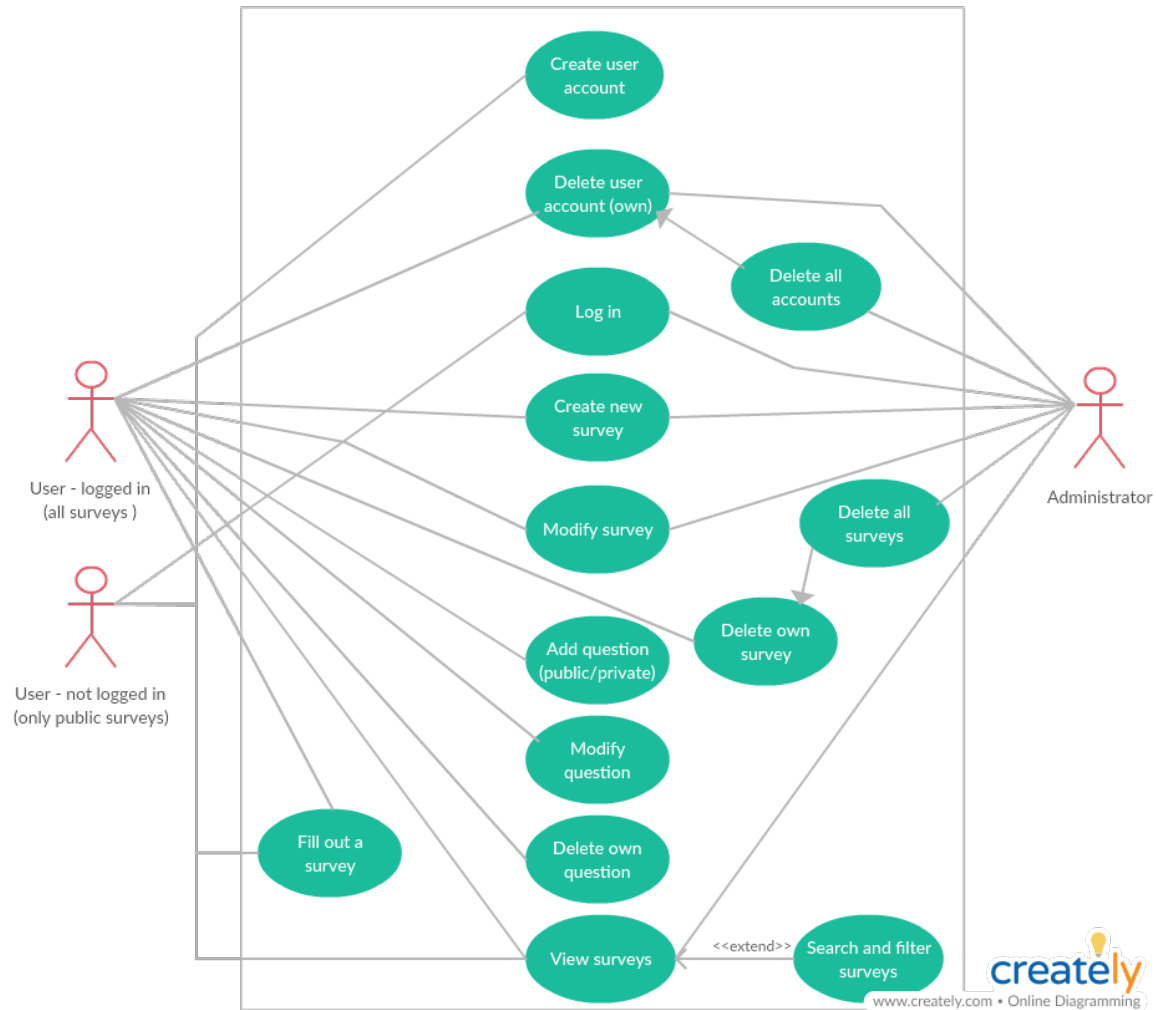 Create user
account
Delete user
account (own)
Delete all
accounts
Log in
Create new
survey
User - logged in
(all surveys )
Administrator
Modify survey
Delete all
surveys
Delete own
survey
Add question
(public/private)
User - not logged in
(only public surveys)
Modify
question
Fill out a
survey
Delete own
question
View surveys
<<extend>>
Search and filter
surveys
creately
www.creately.com • Online Diagramming